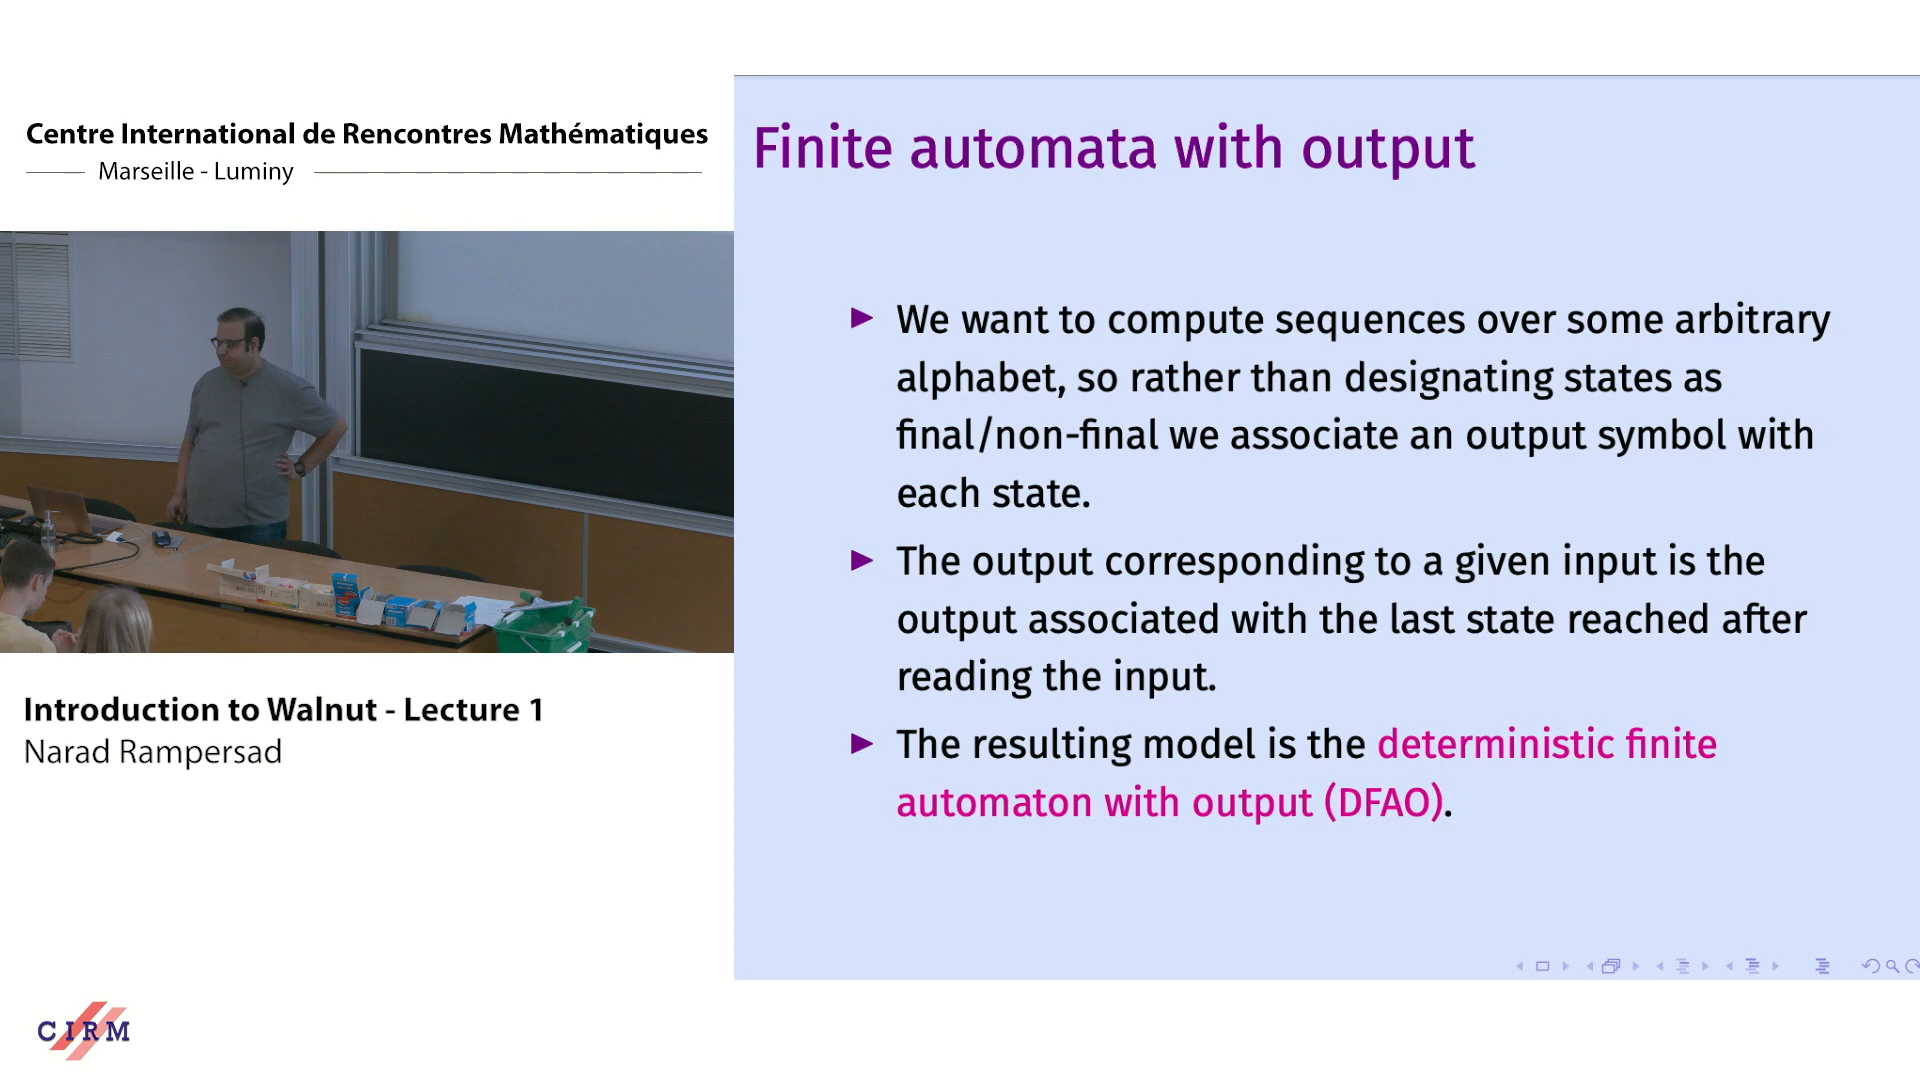 Centre International de Rencontres Mathématiques
Marseille - Luminy
Finite automata with output
We want to compute sequences over some arbitrary
alphabet, so rather than designating states as
final/non-final we associate an output symbol with
each state.
The output corresponding to a given input is the
output associated with the last state reached after
reading the input.
The resulting model is the deterministic finite
automaton with output (DFAO).
Introduction to Walnut - Lecture 1
Narad Rampersad
CIRM